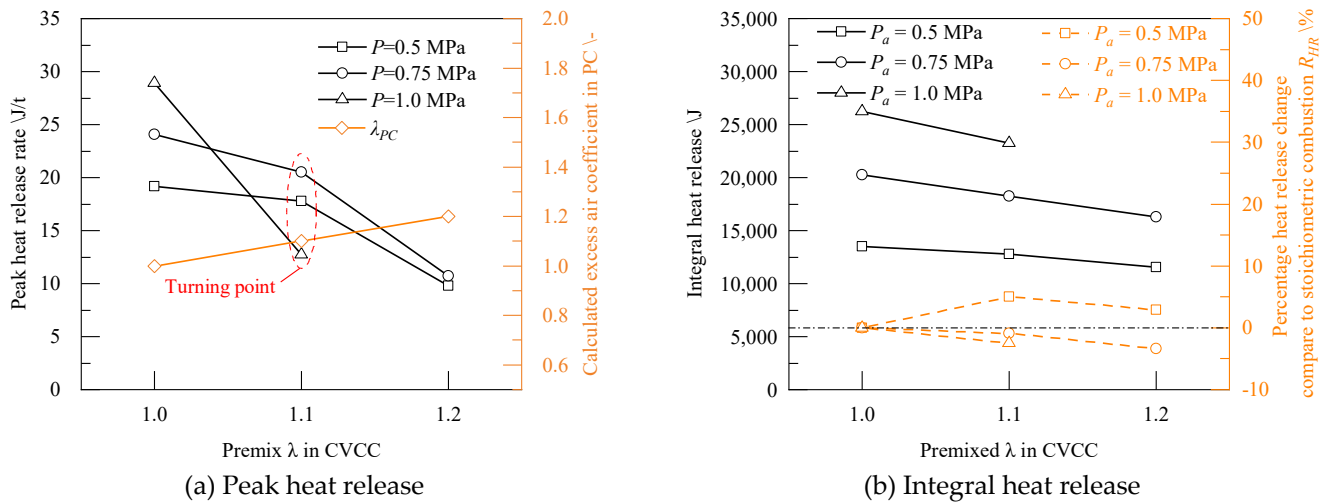 Peak heat release rate \J/t
40
35
30
25
20
15
10
5
0
P=0.5 MPa
P=0.75 MPa
P=1.0 MPa
λPC
Turning point
2.0
1.8
1.6
1.4
1.2
1.0
0.8
0.6
Calculated excess air coefficient in PC \-
1.0 1.1 1.2
Premix λ in CVCC
(a) Peak heat release
Integral heat release \J
35,000
35,000
30,000
25,000
20,000
15,000
10,000
5,000
0
Pa = 0.5 MPa
Pa = 0.75 MPa
Pa = 1.0 MPa
Pa = 0.5 MPa
Pa = 0.75 MPa
Pa = 1.0 MPa
50
40
30
20
10
0
-10
Percentage heat release change
compare to stoichiometric combustion RHR \%
1.0 1.1 1.2
Premixed λ in CVCC
(b) Integral heat release